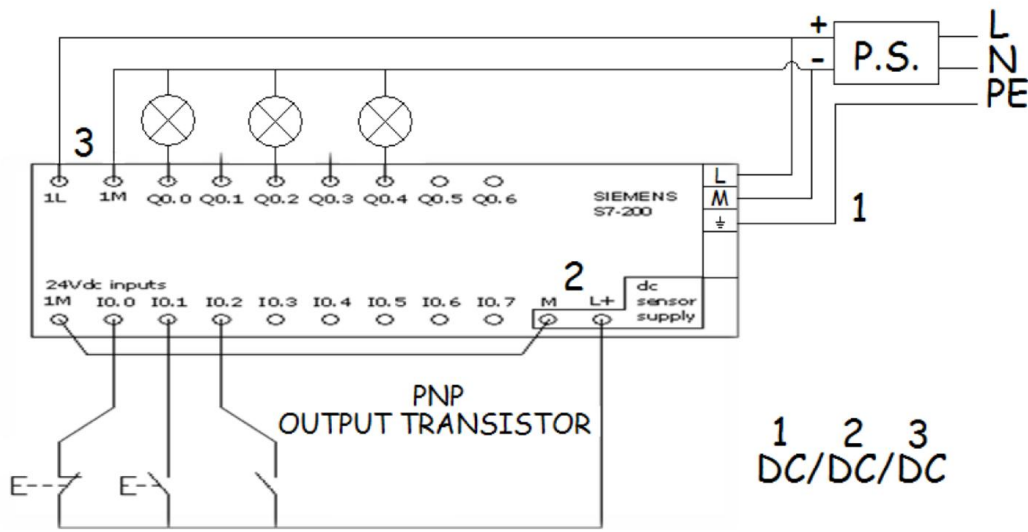 + P.S. L
- N
PE
3
1L 1M Q0.0 Q0.1 Q0.2 Q0.3 Q0.4 Q0.5 Q0.6
SIEMENS
S7-200
L
M
1
24Vdc inputs
2
1M I0.0 I0.1 I0.2 I0.3 I0.4 I0.5 I0.6 I0.7 M L+
dc
sensor
supply
PNP
OUTPUT TRANSISTOR
1 2 3
DC/DC/DC
E E